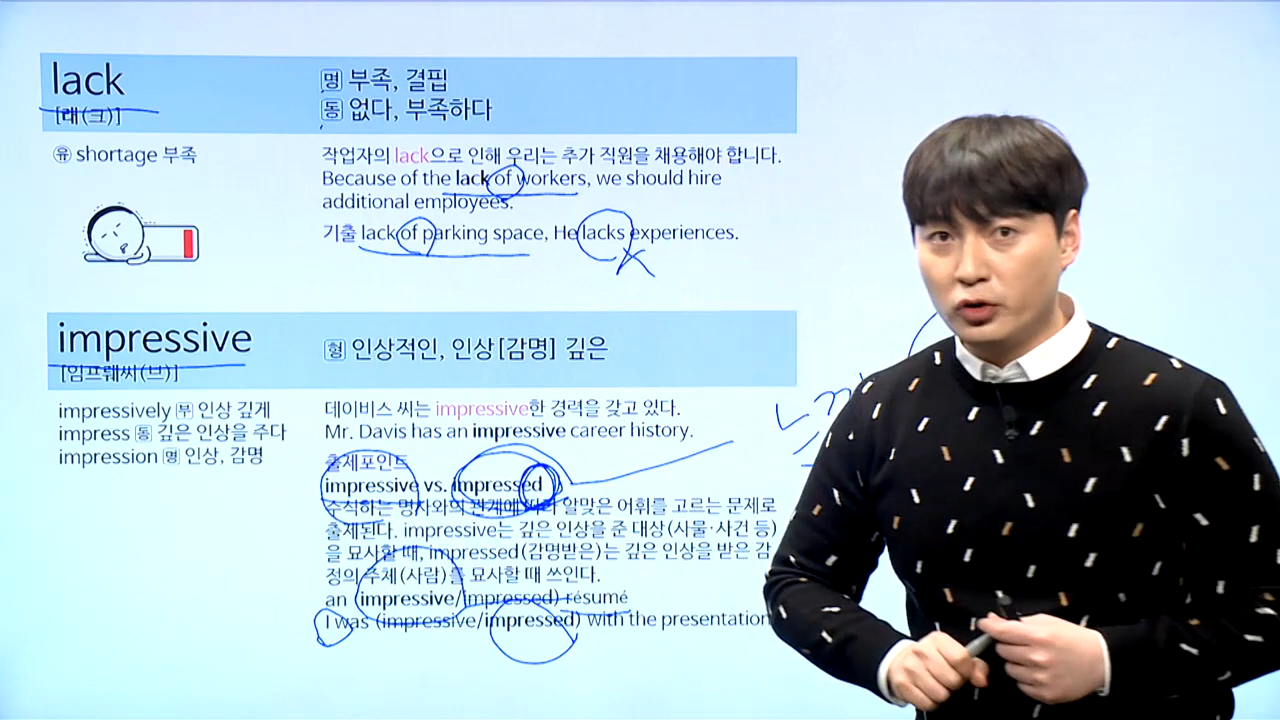 lack
명 부족, 결핍
[래(크)]
동 없다, 부족하다
유 shortage 부족
작업자의 lack으로 인해 우리는 추가 직원을 채용해야 합니다.
Because of the lack of workers, we should hire
additional employees.
기출 lack of parking space, He lacks experiences.
impressive
형 인상적인, 인상[감명] 깊은
[임프뤠씨(브)]
impressively 부 인상 깊게
impress 동 깊은 인상을 주다
impression 명 인상, 감명
데이비스 씨는 impressive한 경력을 갖고 있다.
Mr. Davis has an impressive career history.
출제포인트
impressive vs. impressed
수식하는 명사와의 관계에 따라 알맞은 어휘를 고르는 문제로
출제된다. impressive는 깊은 인상을 준 대상(사물·사건 등)
을 묘사할 때, impressed(감명받은)는 깊은 인상을 받은 감
정의 주체(사람)를 묘사할 때 쓰인다.
an (impressive/impressed) résumé
I was (impressive/impressed) with the presentation